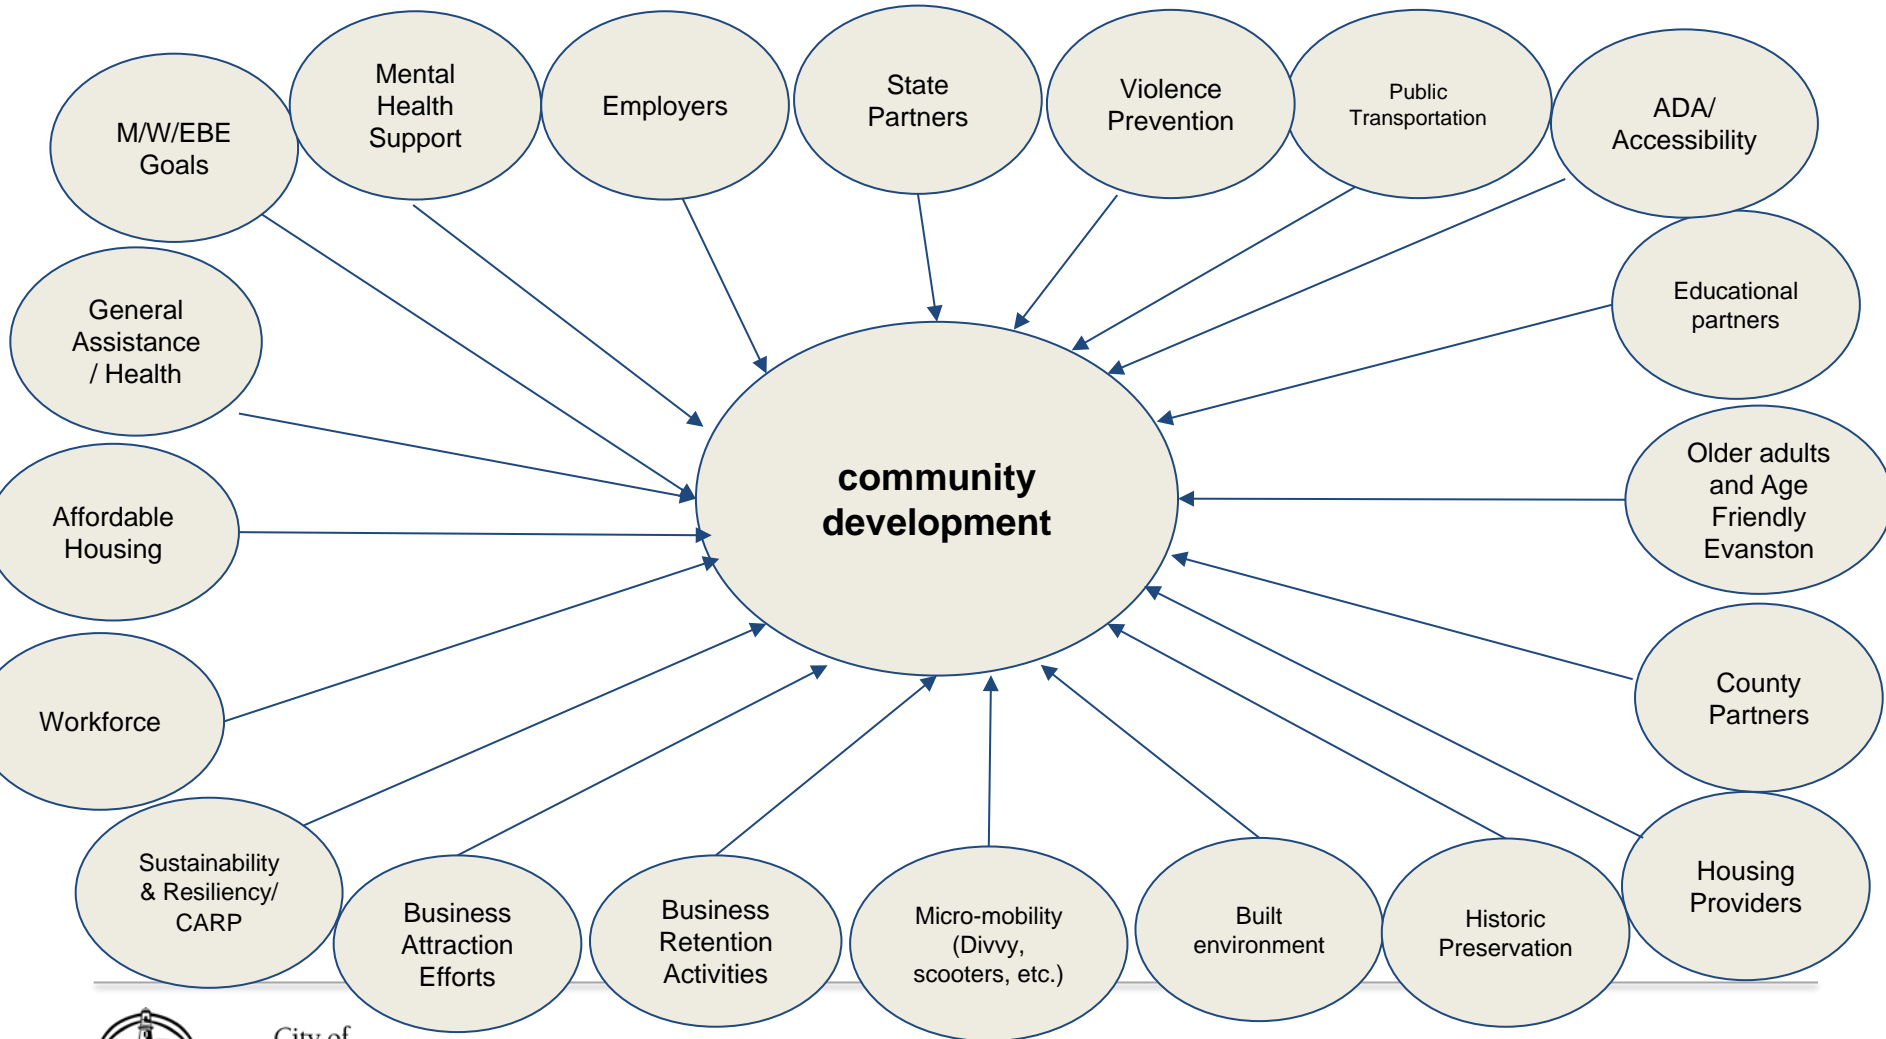 M/W/EBE
Goals
Mental
Health
Support
Employers
State
Partners
Violence
Prevention
Public
Transportation
ADA/
Accessibility
General
Assistance
/ Health
Educational
partners
Affordable
Housing
community
development
Older adults
and Age
Friendly
Evanston
Workforce
County
Partners
Sustainability
& Resiliency/
CARP
Business
Attraction
Efforts
Business
Retention
Activities
Micro-mobility
(Divvy,
scooters, etc.)
Built
environment
Historic
Preservation
Housing
Providers
City of